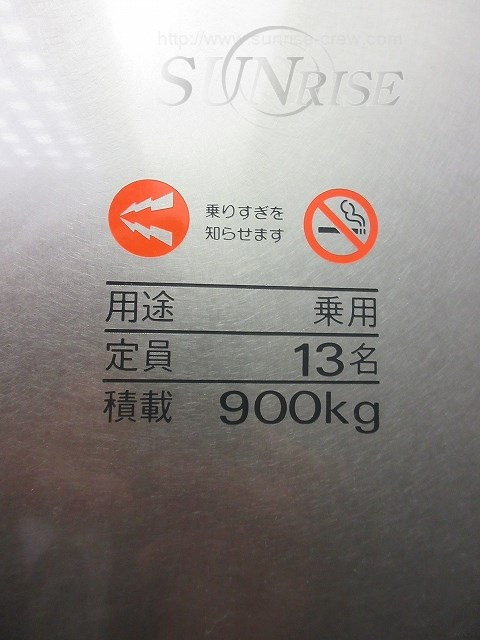 http://www.sunrise-crew.com
SUNRISE
乗りすぎを
知らせます
用途 乗用
定員 13名
積載 900kg